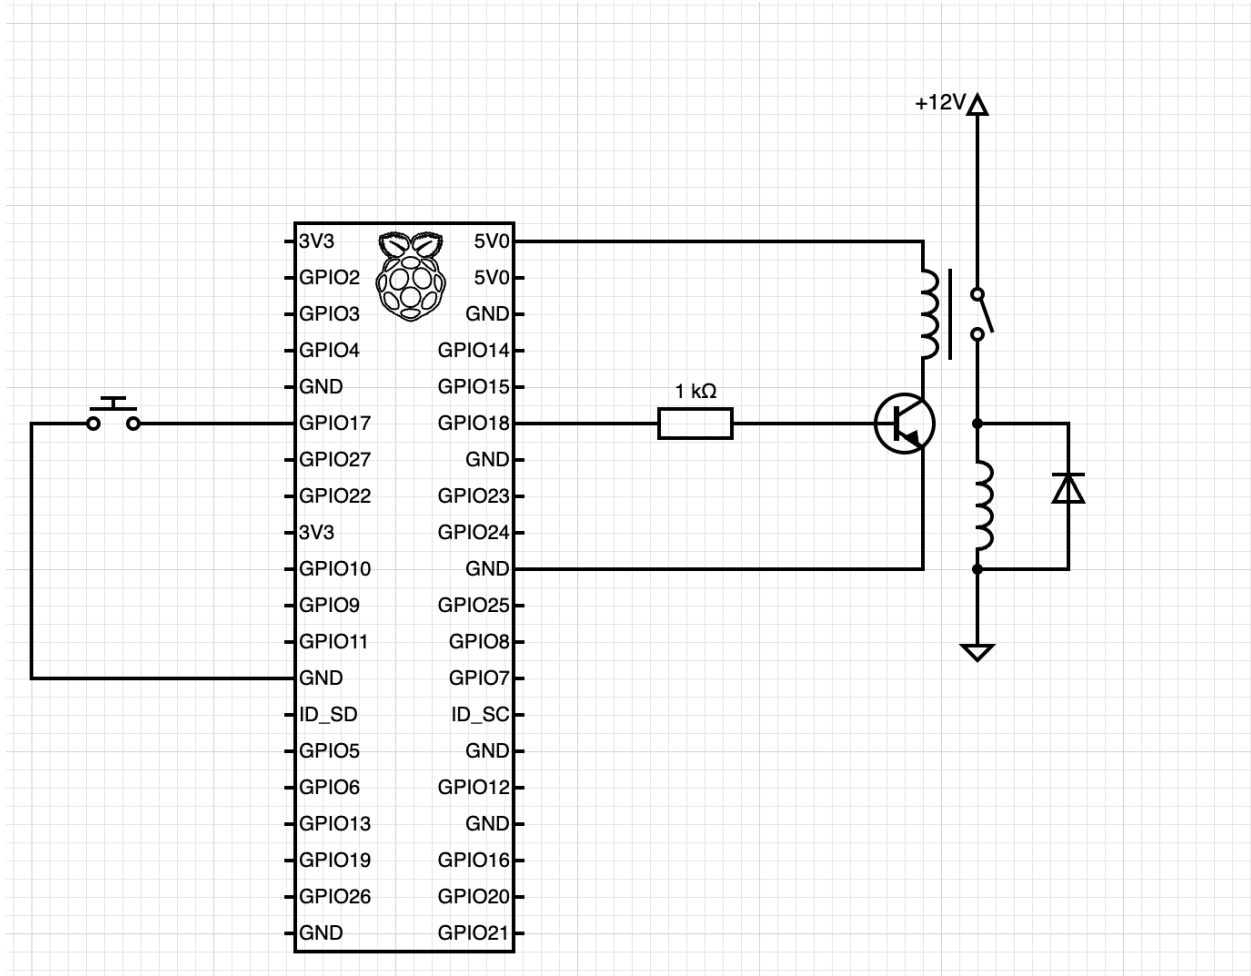 +12V
3V3 5V0
GPIO2 5V0
GPIO3 GND
GPIO4 GPIO14
GND GPIO15
1 kΩ
GPIO17 GPIO18
GPIO27 GND
GPIO22 GPIO23
3V3 GPIO24
GPIO10 GND
GPIO9 GPIO25
GPIO11 GPIO8
GND GPIO7
ID_SD ID_SC
GPIO5 GND
GPIO6 GPIO12
GPIO13 GND
GPIO19 GPIO16
GPIO26 GPIO20
GND GPIO21